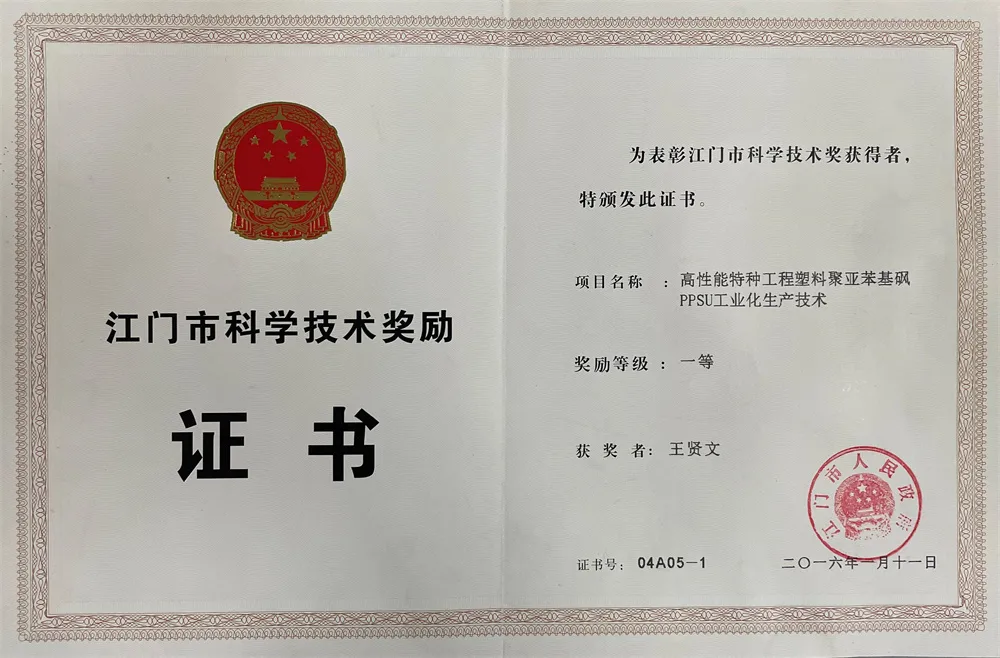 江门市科学技术奖励
证书
为表彰江门市科学技术奖获得者，
特颁发此证书。
项目名称 ：高性能特种工程塑料聚亚苯基砜
PPSU工业化生产技术
奖励等级 ：一等
获 奖 者：王贤文
江门市人民政府
证书号：04A05-1
二〇一六年一月十一日